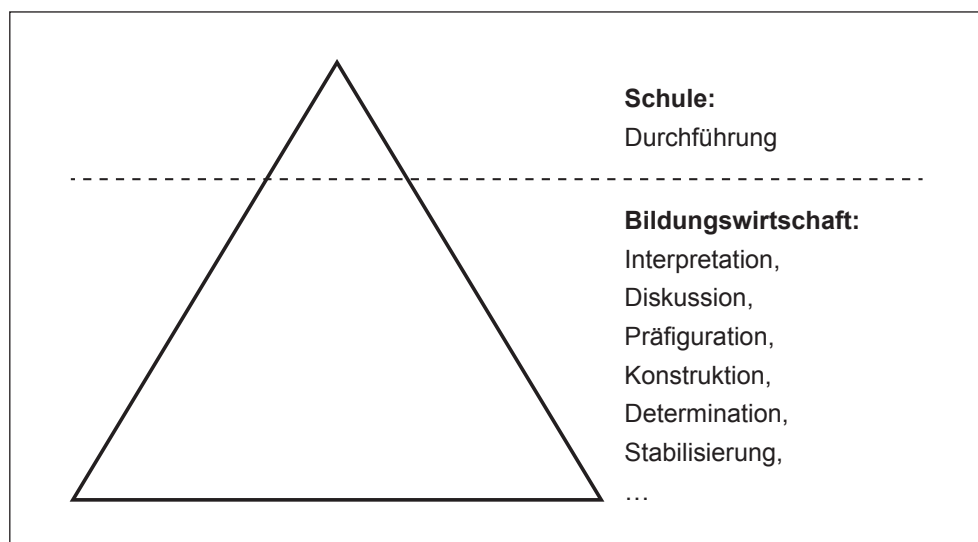 Schule:
Durchführung
Bildungswirtschaft:
Interpretation,
Diskussion,
Präfiguration,
Konstruktion,
Determination,
Stabilisierung,
…